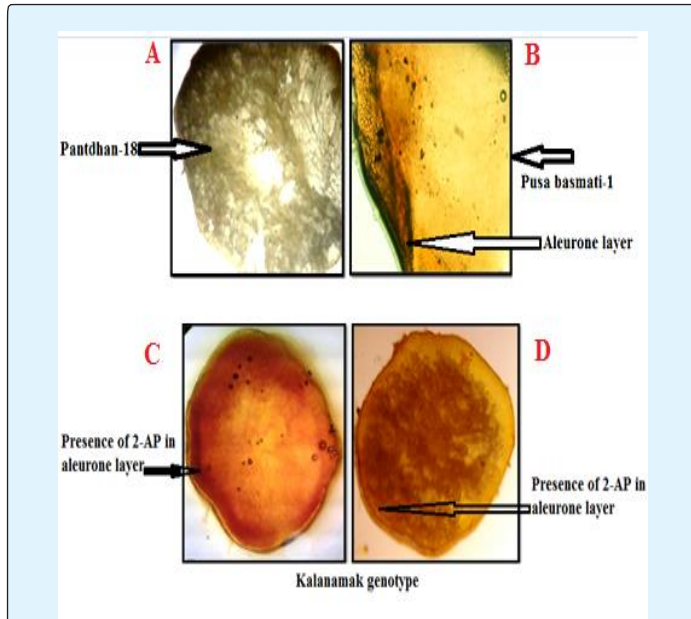 A
B
Pantdhan-18
Pusa basmati-1
Aleurone layer
C
D
Presence of 2-AP in
aleurone layer
Presence of 2-AP in
aleurone layer
Kalanamak genotype